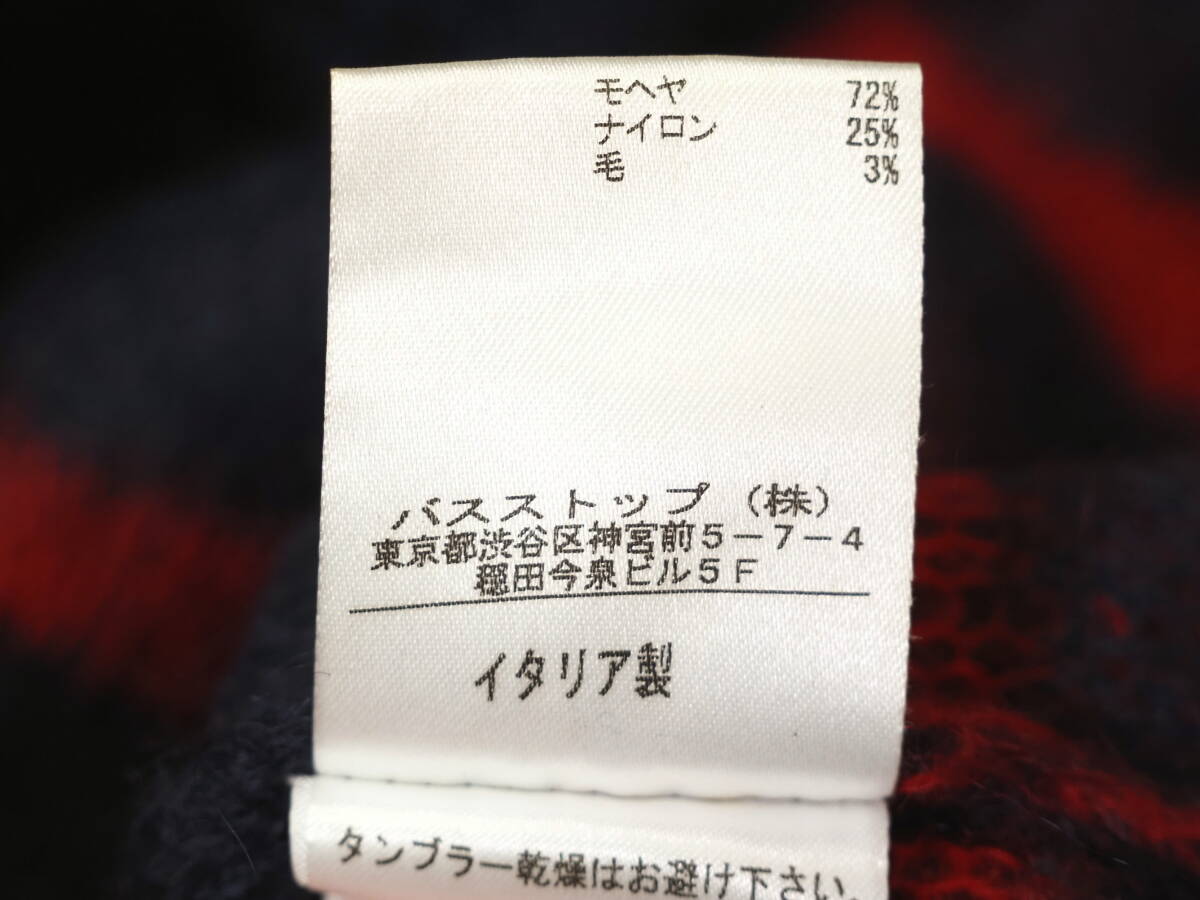 モヘヤ 72%
ナイロン 25%
毛 3%
バスストップ（株）
東京都渋谷区神宮前5−7−4
穏田今泉ビル5F
イタリア製
タンブラー乾燥はお避け下さい。